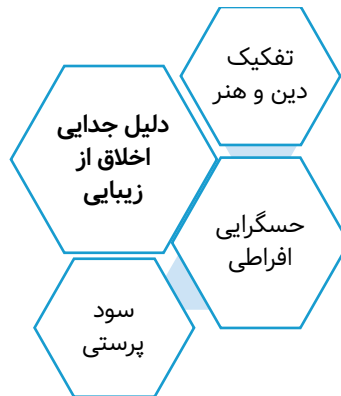 تفکیک
دین و هنر
دلیل جدایی
اخلاق از
زیبایی
حسگرایی
افراطی
سود
پرستی